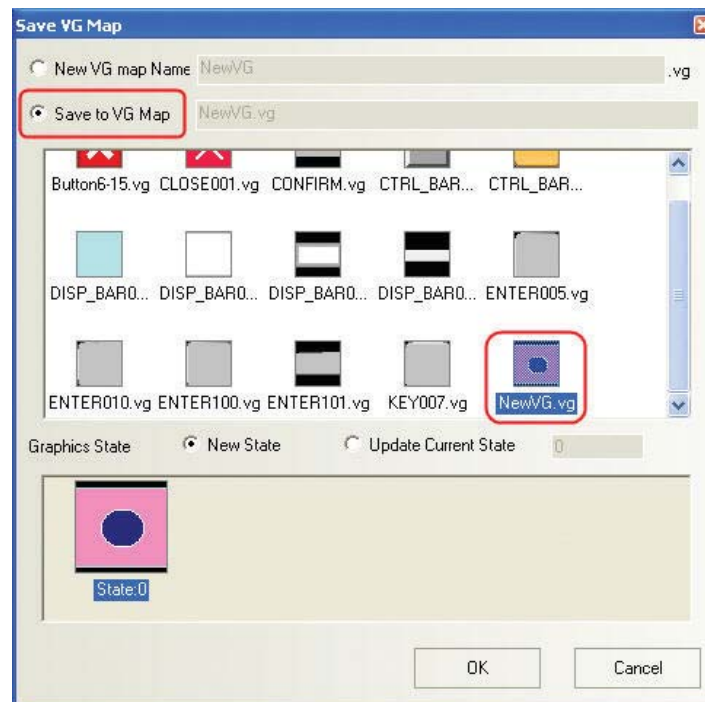 Save VG Map
New VG map Name NewVG .vg
Save to VG Map NewVG.vg
Button6-15.vg CLOSE001.vg CONFIRM.vg CTRL_BAR... CTRL_BAR...
DISP_BAR0... DISP_BAR0... DISP_BAR0... DISP_BAR0... ENTER005.vg
ENTER010.vg ENTER100.vg ENTER101.vg KEY007.vg NewVG.vg
Graphics State New State Update Current State 0
State:0
OK Cancel